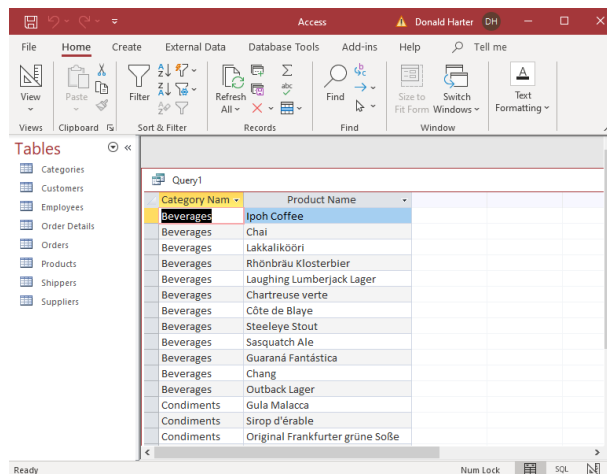 Access
Donald Harter DH
File Home Create External Data Database Tools Add-ins Help Tell me
View
Paste
Filter
Refresh
All
abc
Find
Size to
Fit Form
Switch
Windows
Text
Formatting
Views Clipboard Sort & Filter Records Find Window
Tables
Categories
Customers
Employees
Order Details
Orders
Products
Shippers
Suppliers
Query1
Category Nam Product Name
Beverages Ipoh Coffee
Beverages Chai
Beverages Lakkalikööri
Beverages Rhönbräu Klosterbier
Beverages Laughing Lumberjack Lager
Beverages Chartreuse verte
Beverages Côte de Blaye
Beverages Steeleye Stout
Beverages Sasquatch Ale
Beverages Guaraná Fantástica
Beverages Chang
Beverages Outback Lager
Condiments Gula Malacca
Condiments Sirop d'érable
Condiments Original Frankfurter grüne Soße
Ready
Num Lock SQL